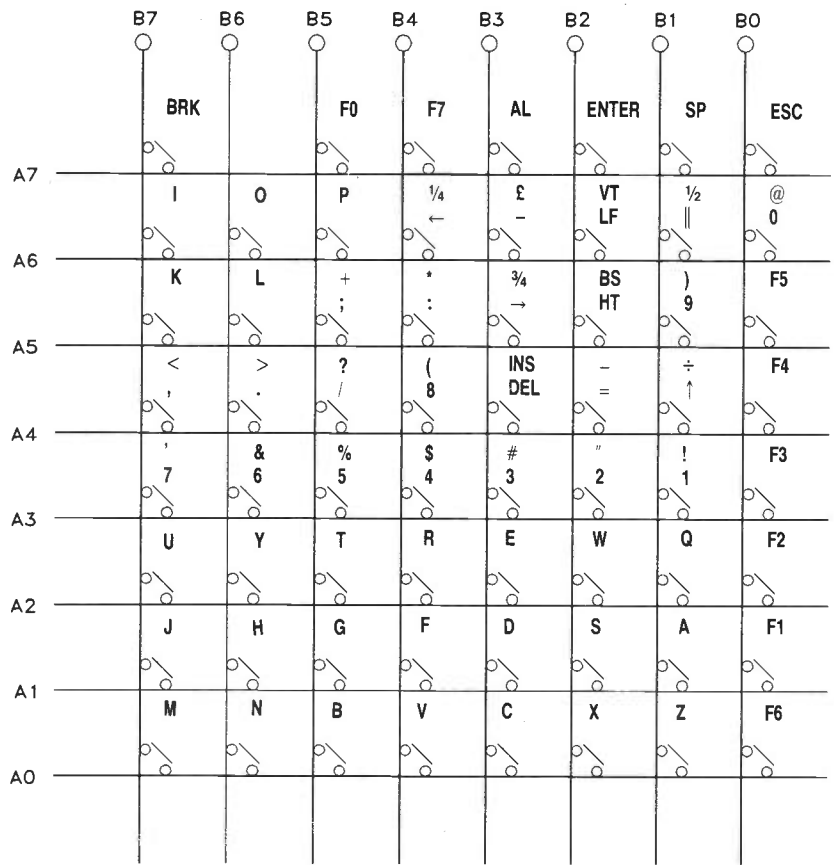 B7 B6 B5 B4 B3 B2 B1 B0
BRK F0 F7 AL ENTER SP ESC
A7
I O P ¼ £ VT ½ @
← – LF ‖ 0
A6
K L + * ¾ BS ) F5
; : → HT 9
A5
< > ? ( INS – ÷ F4
, . / 8 DEL = ↑
A4
' & % $ # " ! F3
7 6 5 4 3 2 1
A3
U Y T R E W Q F2
A2
J H G F D S A F1
A1
M N B V C X Z F6
A0